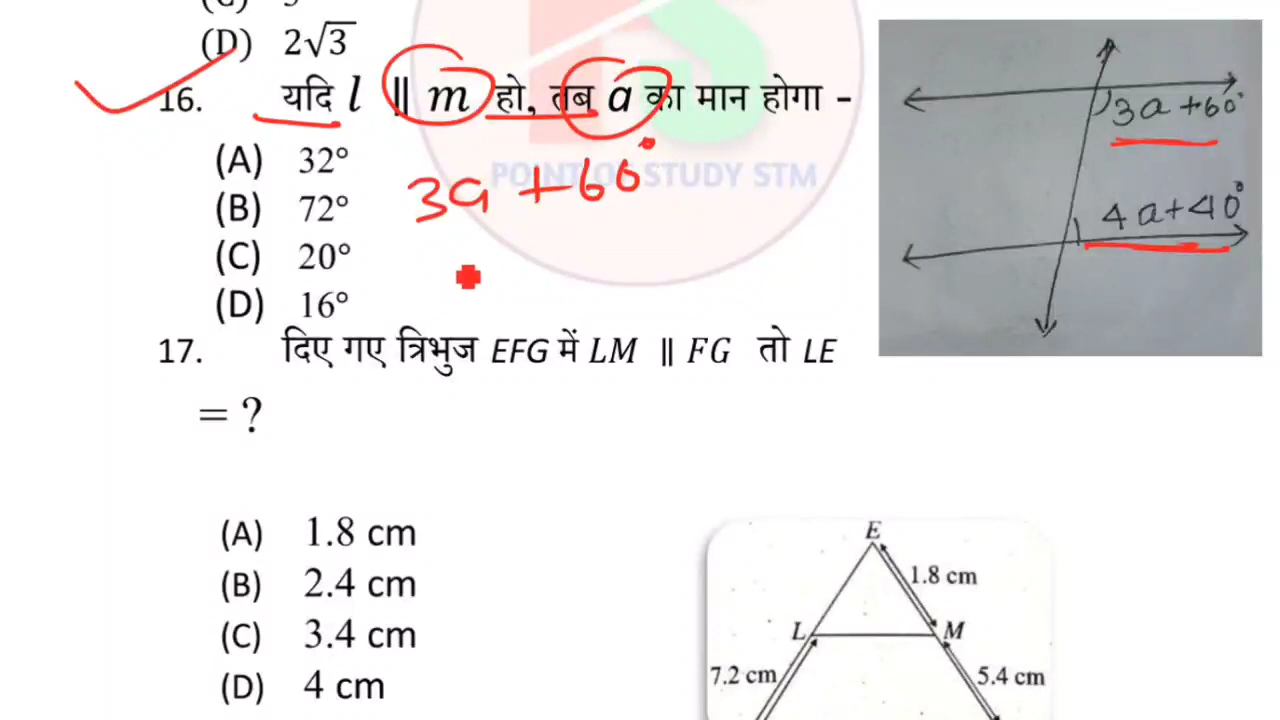 (D) 2√3
16. यदि l ∥ m हो, तब a का मान होगा -
(A) 32°
(B) 72°
(C) 20°
(D) 16°
3a + 60°
POINT OF STUDY STM
3a + 60°
4a + 40°
17. दिए गए त्रिभुज EFG में LM ∥ FG तो LE
= ?
(A) 1.8 cm
(B) 2.4 cm
(C) 3.4 cm
(D) 4 cm
E
1.8 cm
L
M
7.2 cm
5.4 cm